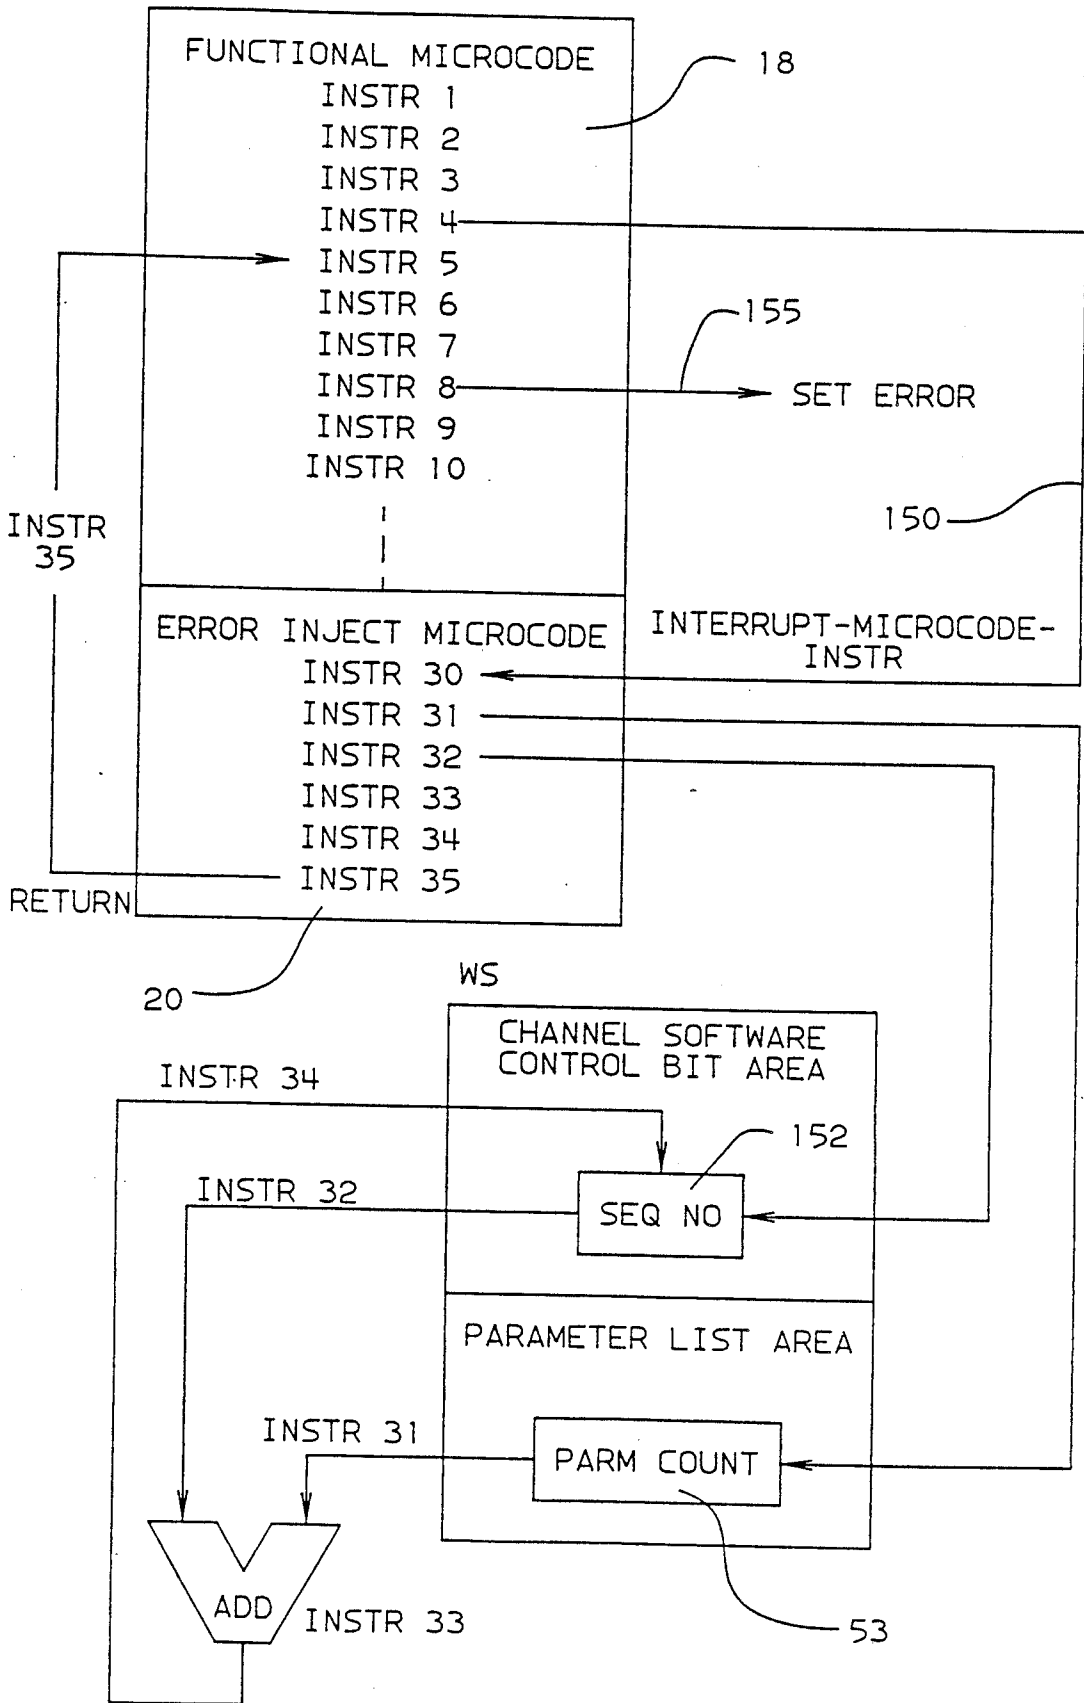 FUNCTIONAL MICROCODE
18
INSTR 1
INSTR 2
INSTR 3
INSTR 4
INSTR 5
INSTR 6
INSTR 7
155
INSTR 8
SET ERROR
INSTR 9
INSTR 10
INSTR
35
150
ERROR INJECT MICROCODE
INTERRUPT-MICROCODE-
INSTR
INSTR 30
INSTR 31
INSTR 32
INSTR 33
INSTR 34
INSTR 35
RETURN
20
WS
CHANNEL SOFTWARE
CONTROL BIT AREA
INSTR 34
152
INSTR 32
SEQ NO
PARAMETER LIST AREA
INSTR 31
PARM COUNT
ADD
INSTR 33
53